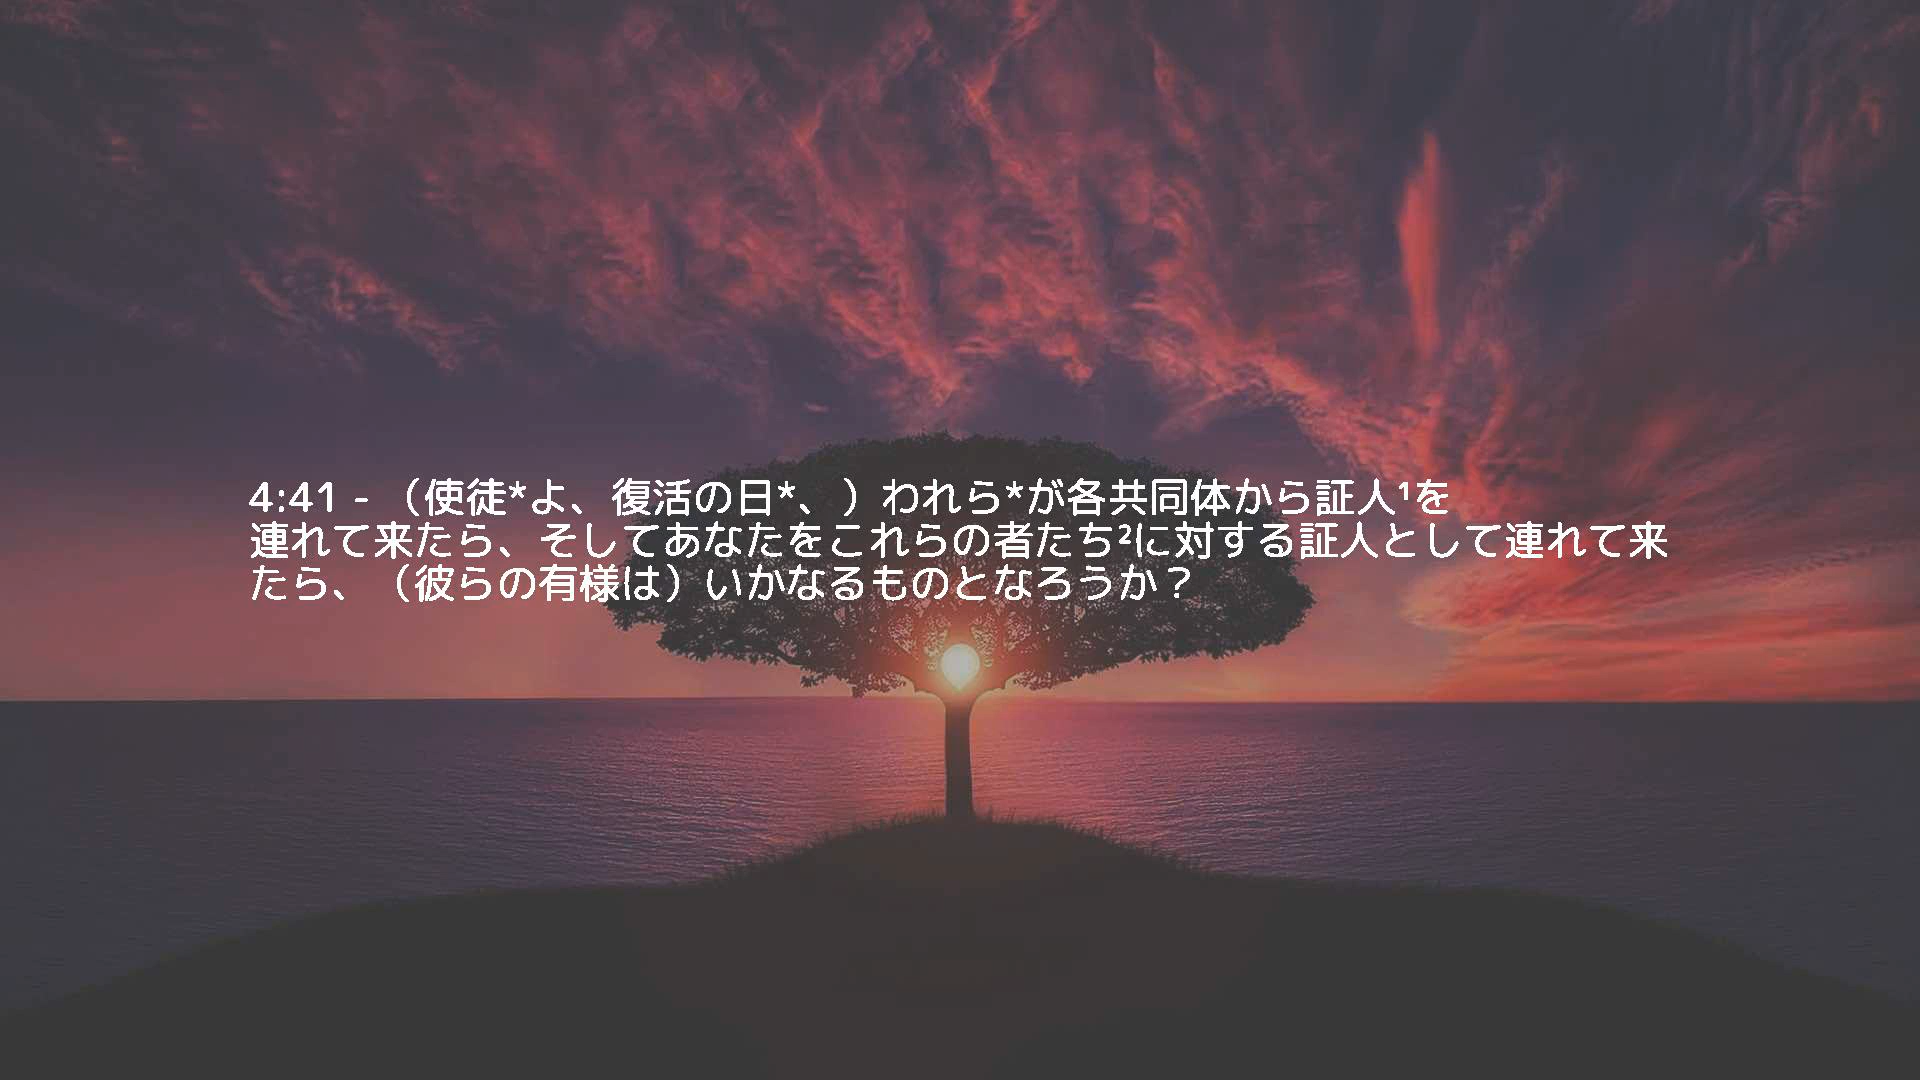 4:41 - （使徒*よ、復活の日*、）われら*が各共同体から証人¹を
連れて来たら、そしてあなたをこれらの者たち²に対する証人として連れて来
たら、（彼らの有様は）いかなるものとなろうか？